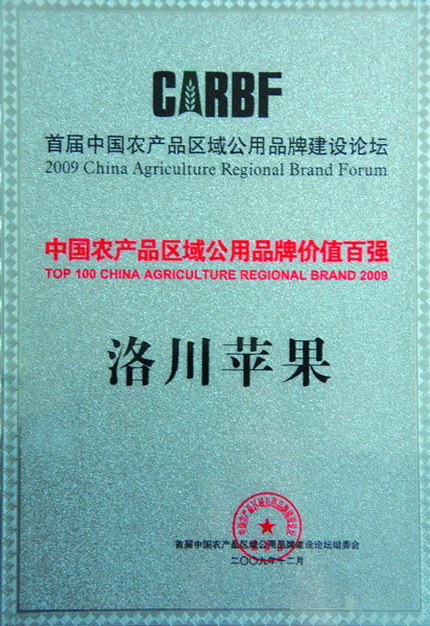 CARBF
首届中国农产品区域公用品牌建设论坛
2009 China Agriculture Regional Brand Forum
中国农产品区域公用品牌价值百强
TOP 100 CHINA AGRICULTURE REGIONAL BRAND 2009
洛川苹果
首届中国农产品区域公用品牌建设论坛组委会
二〇〇九年十二月